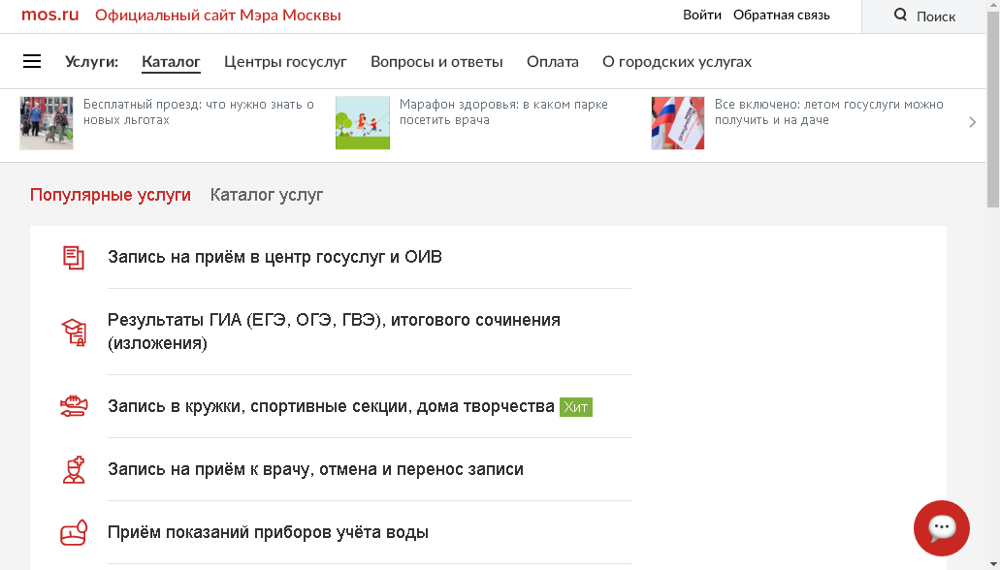 mos.ru Официальный сайт Мэра Москвы Войти Обратная связь Поиск
Услуги: Каталог Центры госуслуг Вопросы и ответы Оплата О городских услугах
Бесплатный проезд: что нужно знать о
новых льготах
Марафон здоровья: в каком парке
посетить врача
Все включено: летом госуслуги можно
получить и на даче
Популярные услуги Каталог услуг
Запись на приём в центр госуслуг и ОИВ
Результаты ГИА (ЕГЭ, ОГЭ, ГВЭ), итогового сочинения
(изложения)
Запись в кружки, спортивные секции, дома творчества Хит
Запись на приём к врачу, отмена и перенос записи
Приём показаний приборов учёта воды